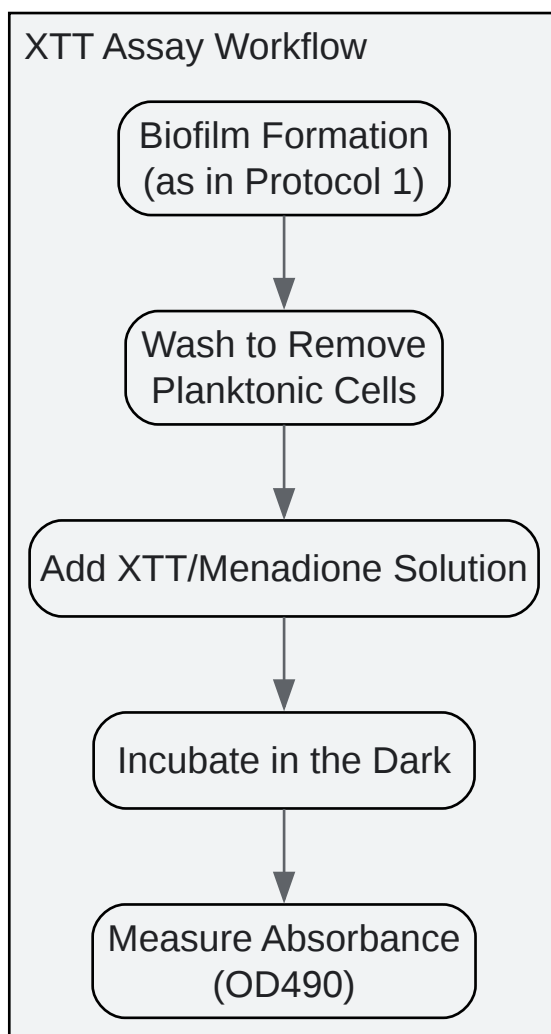 XTT Assay Workflow
Biofilm Formation
(as in Protocol 1)
Wash to Remove
Planktonic Cells
Add XTT/Menadione Solution
Incubate in the Dark
Measure Absorbance
(OD490)